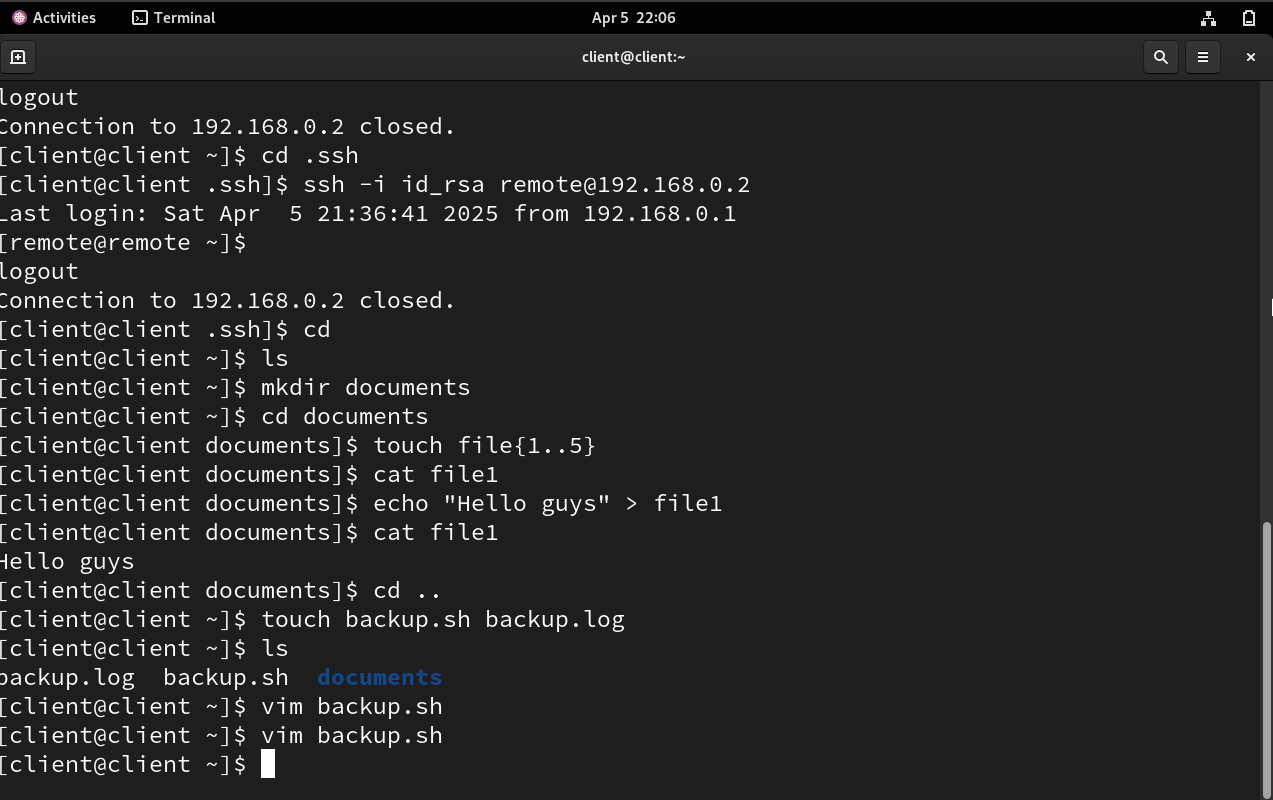 Activities Terminal Apr 5 22:06
client@client:~
logout
Connection to 192.168.0.2 closed.
[client@client ~]$ cd .ssh
[client@client .ssh]$ ssh -i id_rsa remote@192.168.0.2
Last login: Sat Apr  5 21:36:41 2025 from 192.168.0.1
[remote@remote ~]$
logout
Connection to 192.168.0.2 closed.
[client@client .ssh]$ cd
[client@client ~]$ ls
[client@client ~]$ mkdir documents
[client@client ~]$ cd documents
[client@client documents]$ touch file{1..5}
[client@client documents]$ cat file1
[client@client documents]$ echo "Hello guys" > file1
[client@client documents]$ cat file1
Hello guys
[client@client documents]$ cd ..
[client@client ~]$ touch backup.sh backup.log
[client@client ~]$ ls
backup.log  backup.sh  documents
[client@client ~]$ vim backup.sh
[client@client ~]$ vim backup.sh
[client@client ~]$